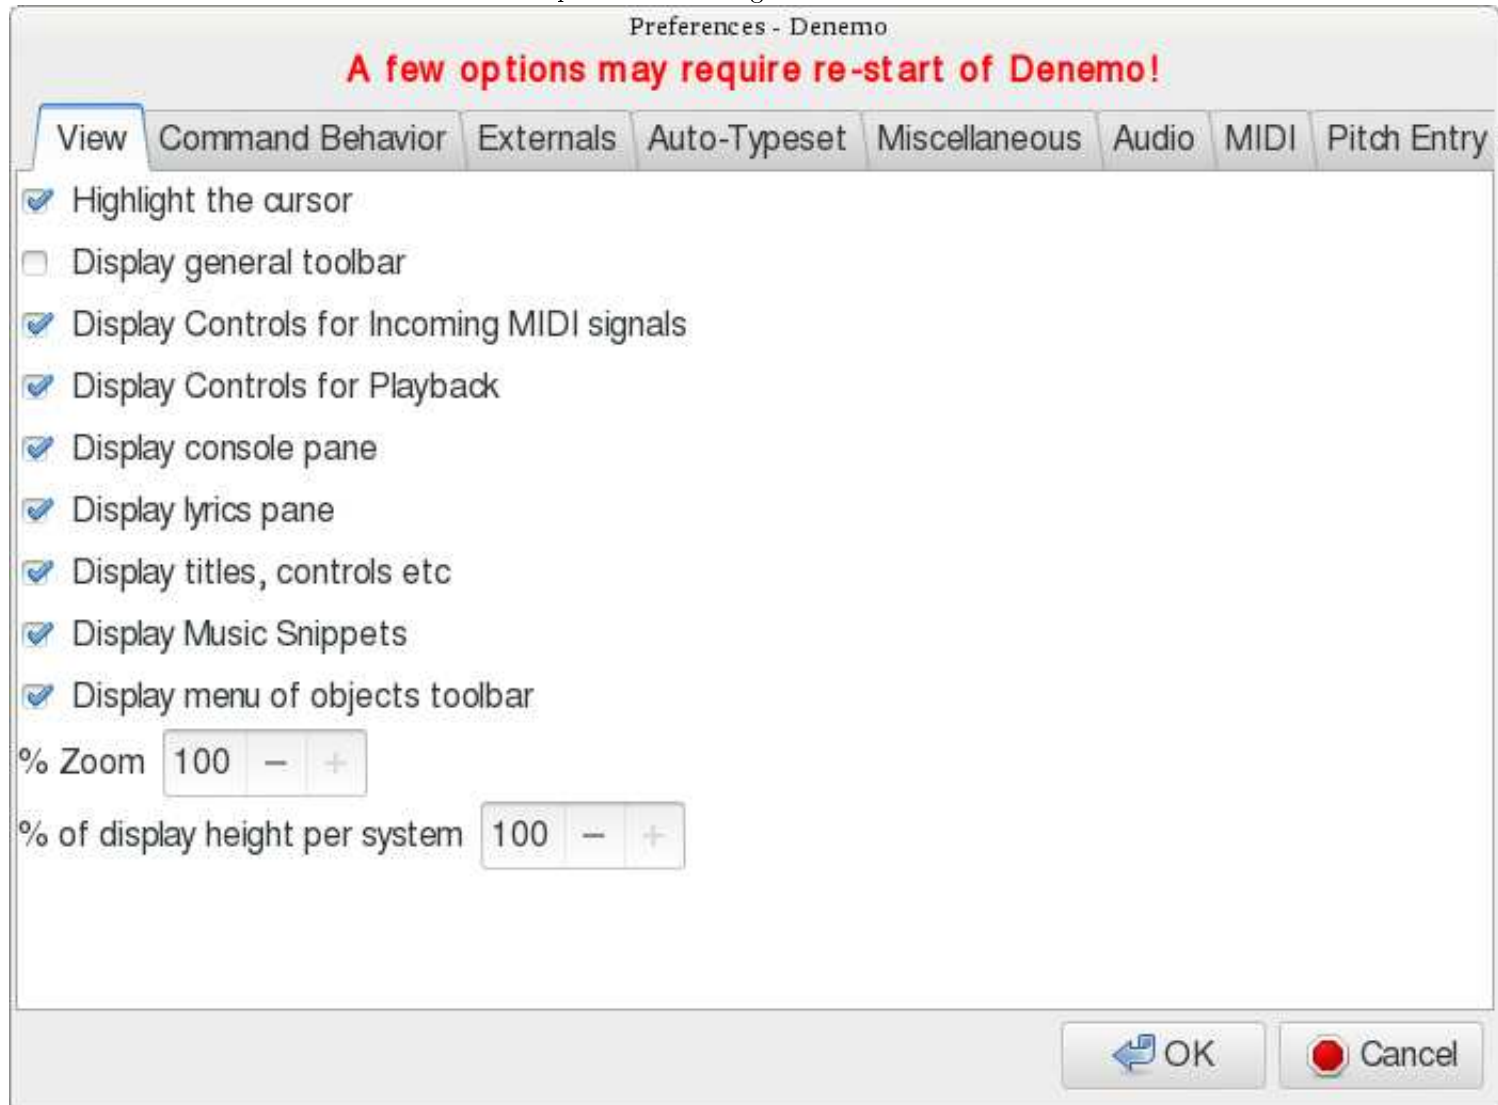 Preferences - Denemo
A few options may require re-start of Denemo!
View Command Behavior Externals Auto-Typeset Miscellaneous Audio MIDI Pitch Entry
Highlight the cursor
Display general toolbar
Display Controls for Incoming MIDI signals
Display Controls for Playback
Display console pane
Display lyrics pane
Display titles, controls etc
Display Music Snippets
Display menu of objects toolbar
% Zoom 100 − +
% of display height per system 100 − +
OK Cancel